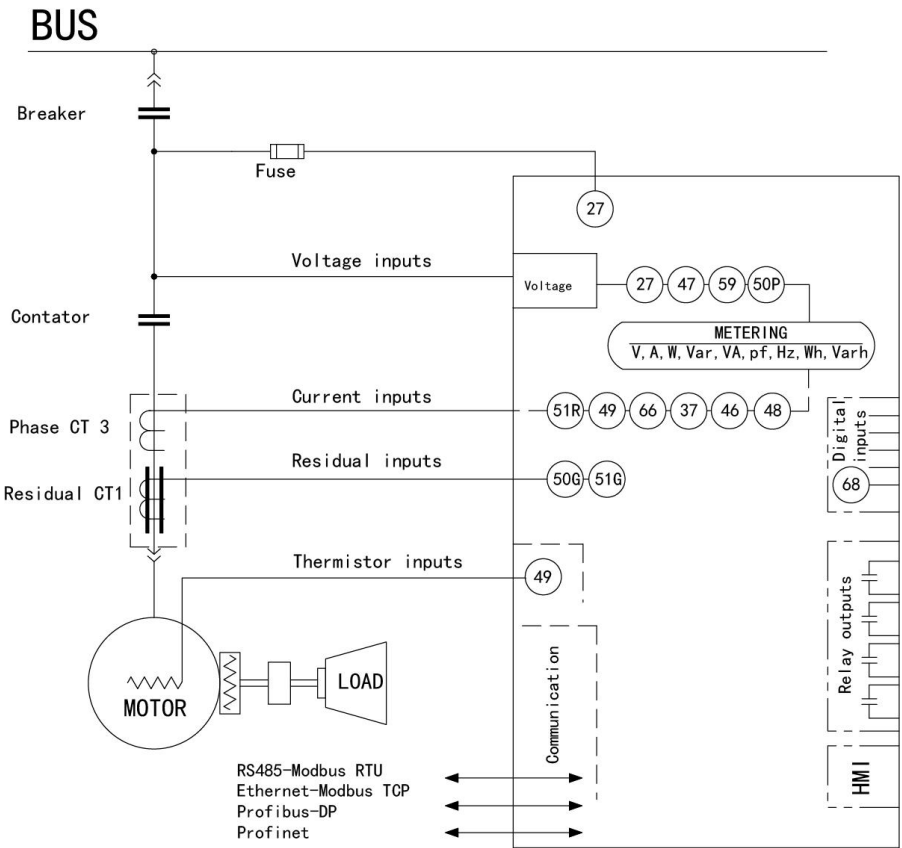 BUS
Breaker
Fuse
27
Voltage inputs
Voltage
27 47 59 50P
Contator
METERING
V, A, W, Var, VA, pf, Hz, Wh, Varh
Current inputs
51R 49 66 37 46 48
Phase CT 3
Digital
inputs
Residual inputs
50G 51G
68
Residual CT1
Thermistor inputs
49
Relay outputs
MOTOR
LOAD
Communication
HMI
RS485-Modbus RTU
Ethernet-Modbus TCP
Profibus-DP
Profinet